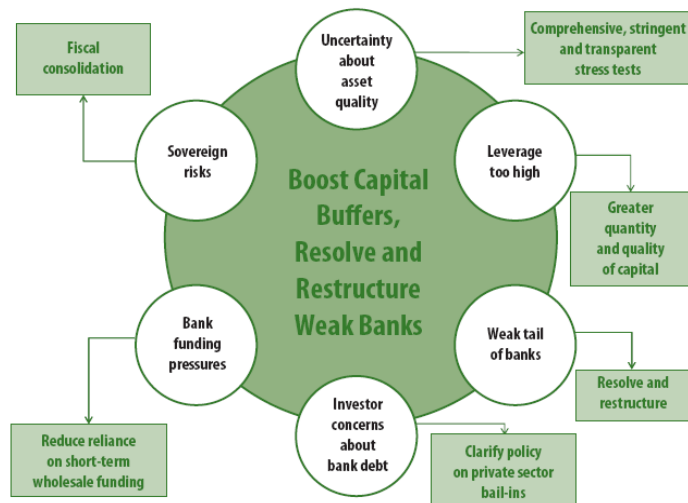 Fiscal
consolidation
Uncertainty
about
asset
quality
Comprehensive, stringent
and transparent
stress tests
Sovereign
risks
Boost Capital
Buffers,
Resolve and
Restructure
Weak Banks
Leverage
too high
Greater
quantity
and quality
of capital
Bank
funding
pressures
Weak tail
of banks
Resolve and
restructure
Investor
concerns
about
bank debt
Reduce reliance
on short-term
wholesale funding
Clarify policy
on private sector
bail-ins